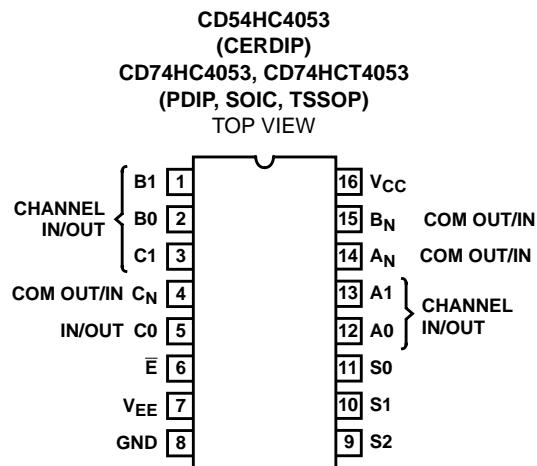 CD54HC4053
(CERDIP)
CD74HC4053, CD74HCT4053
(PDIP, SOIC, TSSOP)
TOP VIEW
B1 1 16 VCC
CHANNEL IN/OUT
B0 2 15 BN COM OUT/IN
C1 3 14 AN COM OUT/IN
COM OUT/IN CN 4 13 A1
CHANNEL IN/OUT
IN/OUT C0 5 12 A0
E̅ 6 11 S0
VEE 7 10 S1
GND 8 9 S2